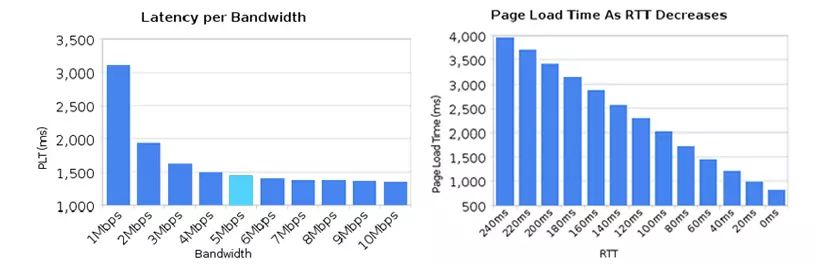 Latency per Bandwidth
3,500
3,000
2,500
2,000
1,500
1,000
PLT (ms)
1Mbps
2Mbps
3Mbps
4Mbps
5Mbps
6Mbps
7Mbps
8Mbps
9Mbps
10Mbps
Bandwidth
Page Load Time As RTT Decreases
4,000
3,500
3,000
2,500
2,000
1,500
1,000
500
Page Load Time (ms)
240ms
220ms
200ms
180ms
160ms
140ms
120ms
100ms
80ms
60ms
40ms
20ms
0ms
RTT